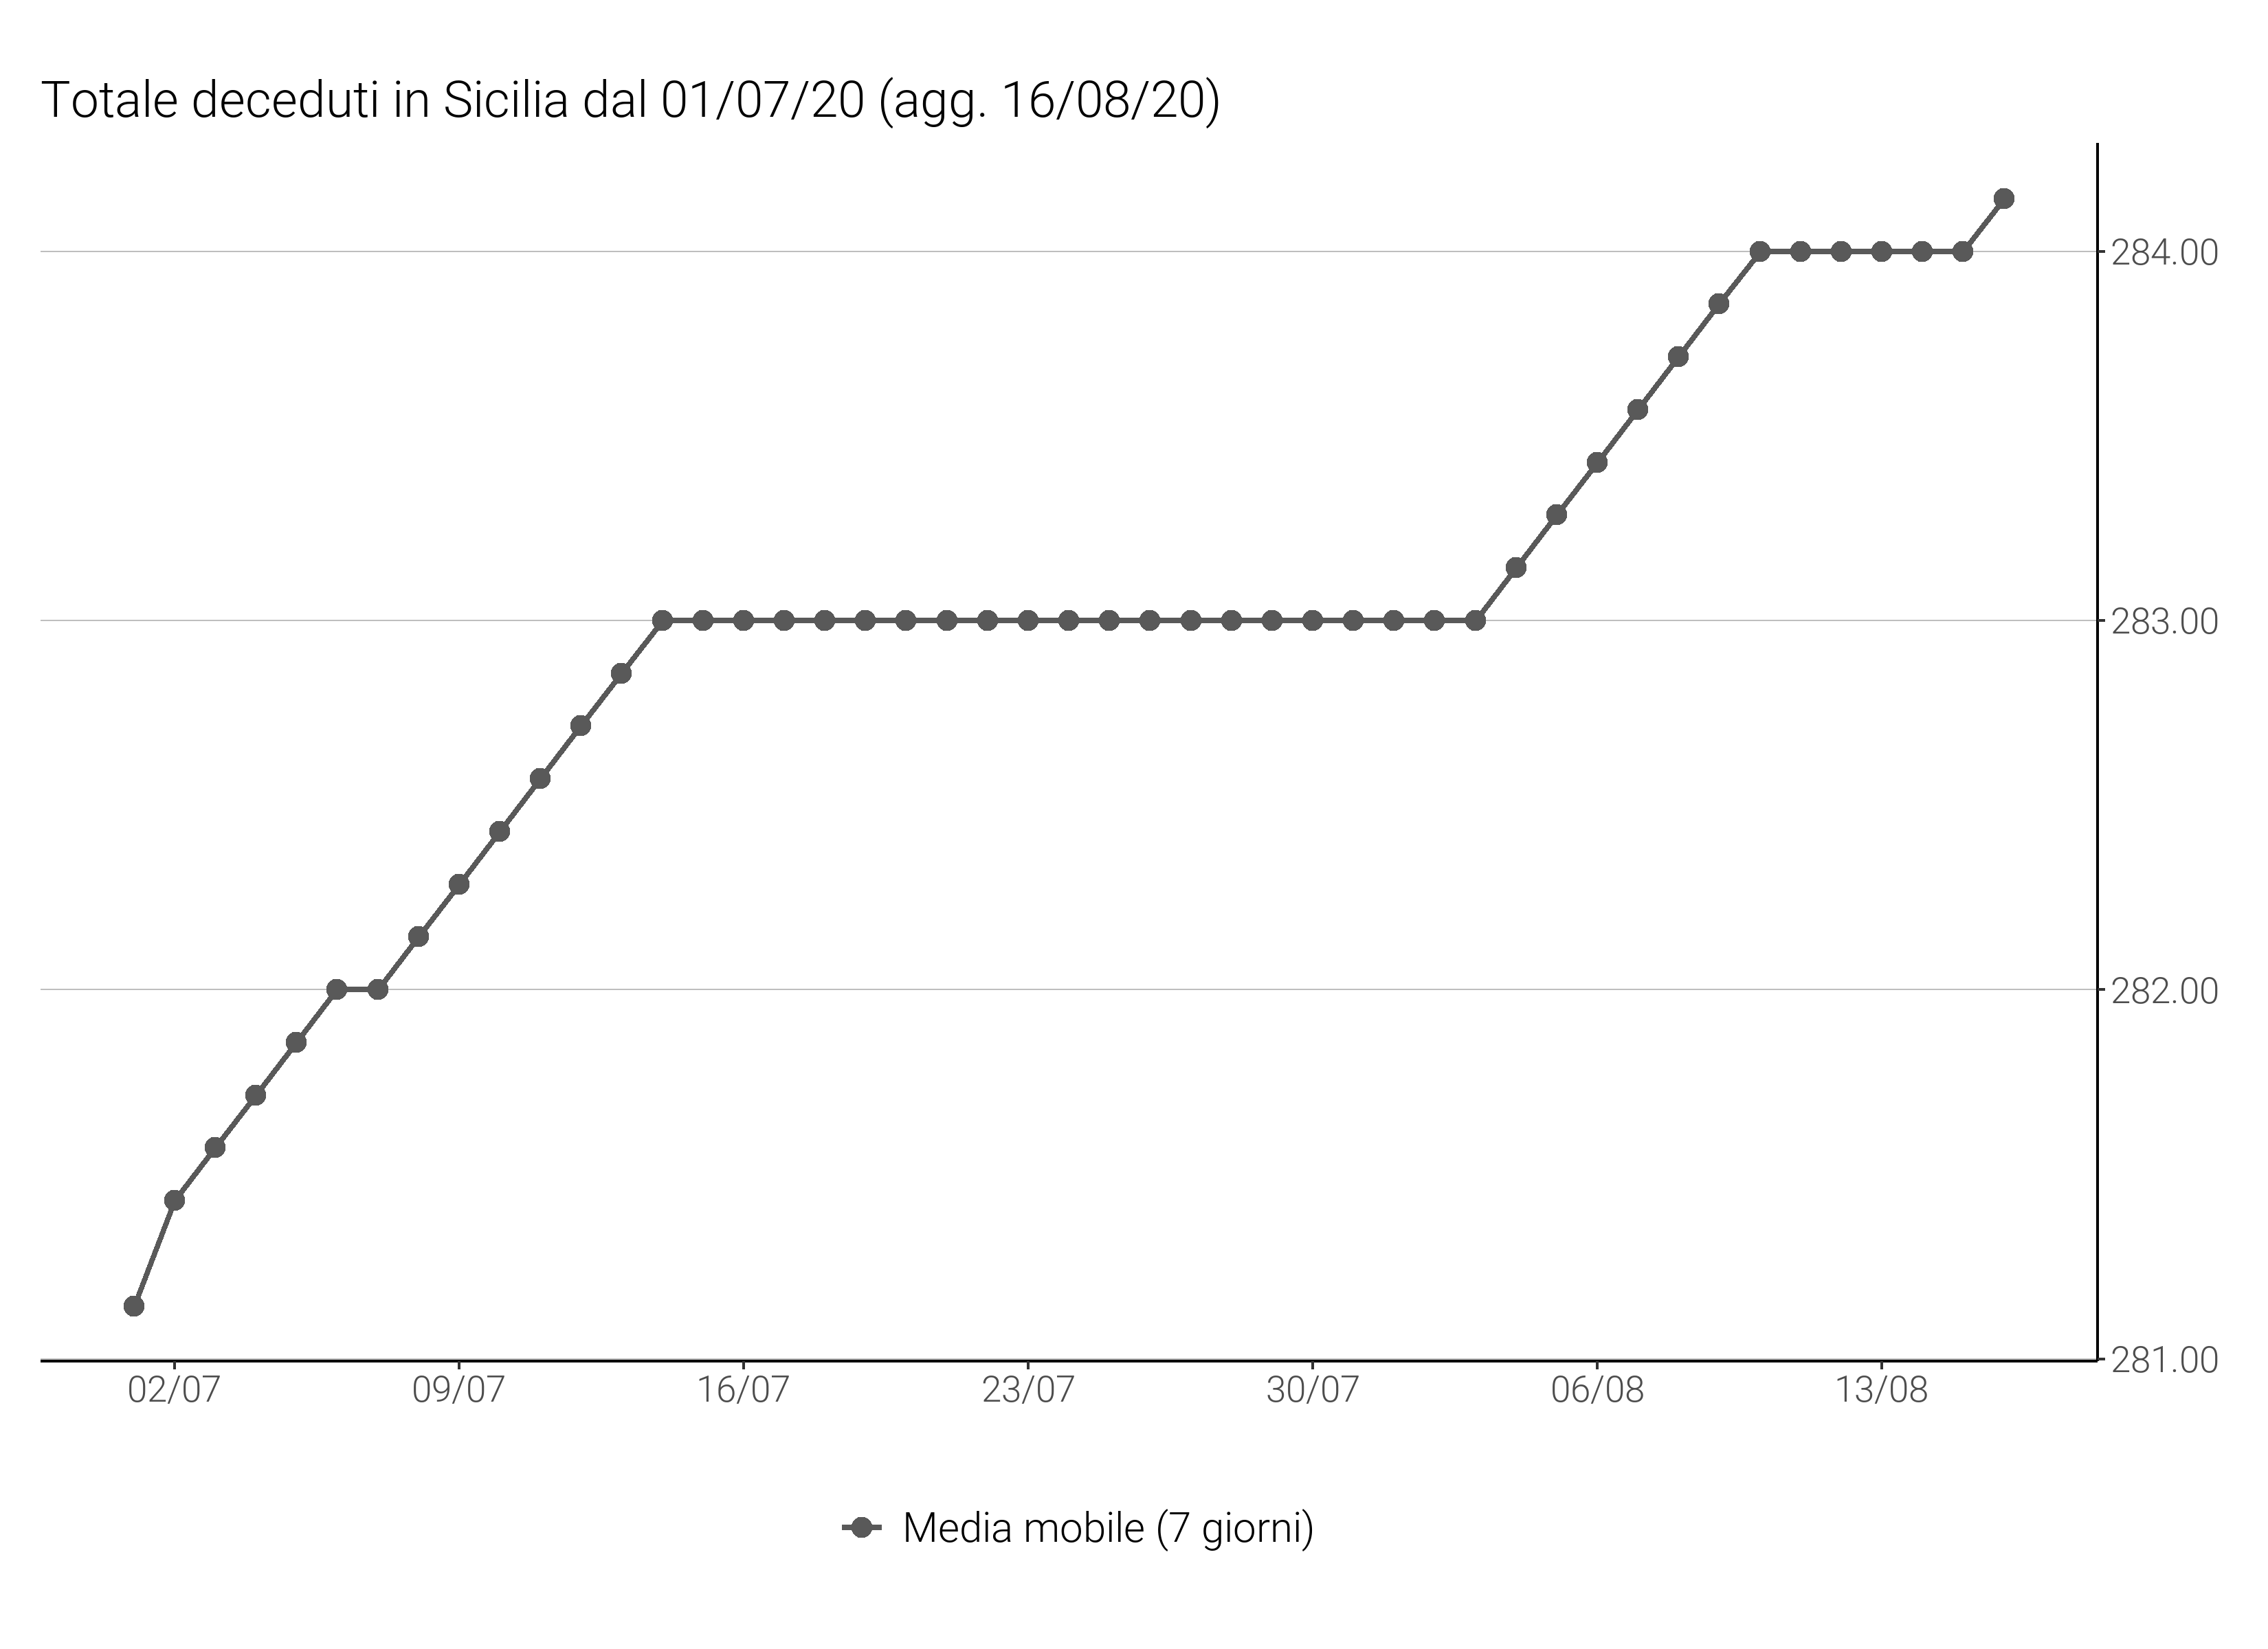 Totale deceduti in Sicilia dal 01/07/20 (agg. 16/08/20)
284.00
283.00
282.00
281.00
02/07 09/07 16/07 23/07 30/07 06/08 13/08
Media mobile (7 giorni)